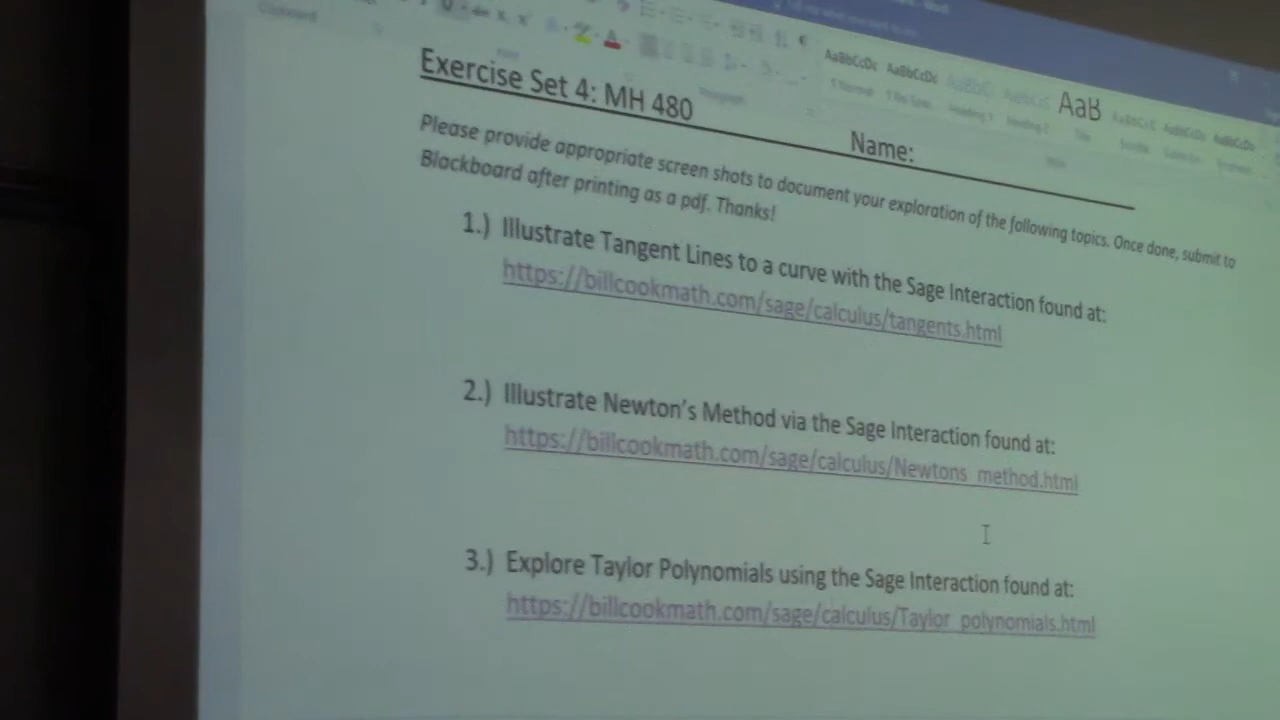 AaBbCcDc AaBbCcDc AaB
Exercise Set 4: MH 480
Name:
Please provide appropriate screen shots to document your exploration of the following topics. Once done, submit to
Blackboard after printing as a pdf. Thanks!
1.) Illustrate Tangent Lines to a curve with the Sage Interaction found at:
https://billcookmath.com/sage/calculus/tangents.html
2.) Illustrate Newton's Method via the Sage Interaction found at:
https://billcookmath.com/sage/calculus/Newtons_method.html
3.) Explore Taylor Polynomials using the Sage Interaction found at:
https://billcookmath.com/sage/calculus/Taylor_polynomials.html